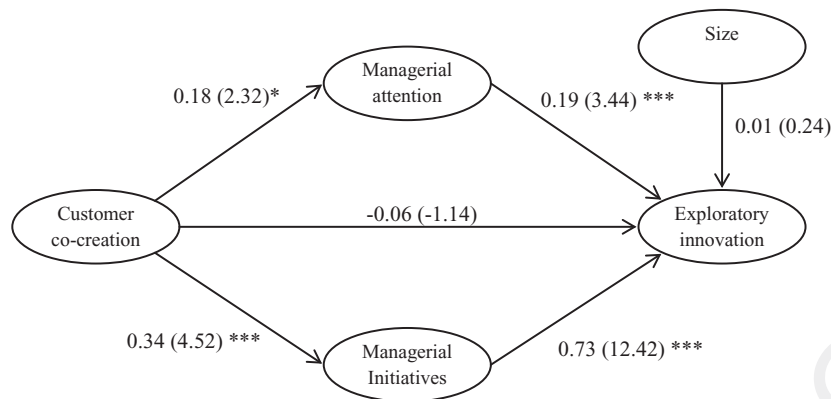 Size
Managerial
attention
0.18 (2.32)*
0.19 (3.44) ***
0.01 (0.24)
Customer
co-creation
-0.06 (-1.14)
Exploratory
innovation
0.34 (4.52) ***
Managerial
Initiatives
0.73 (12.42) ***